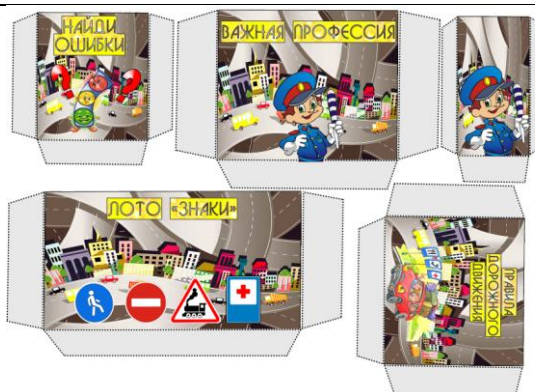 НАЙДИ
ОШИБКИ
ВАЖНАЯ ПРОФЕССИЯ
ЛОТО «ЗНАКИ»
ПРАВИЛА
ДОРОЖНОГО
ДВИЖЕНИЯ